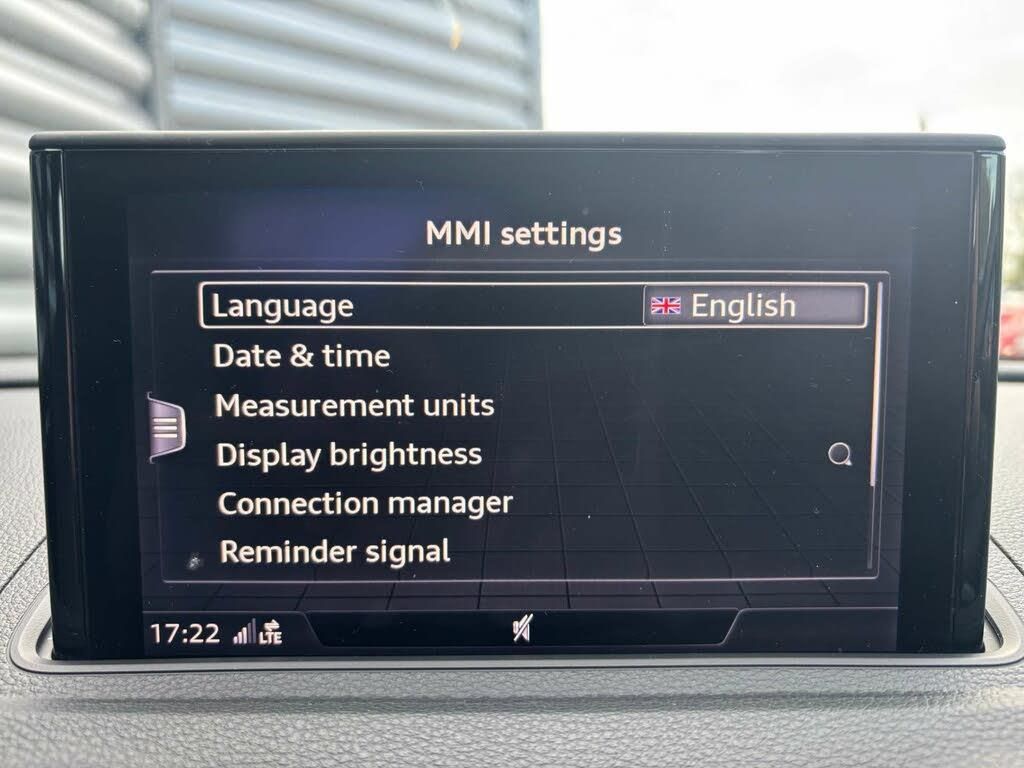 MMI settings
Language English
Date & time
Measurement units
Display brightness
Connection manager
Reminder signal
17:22 LTE